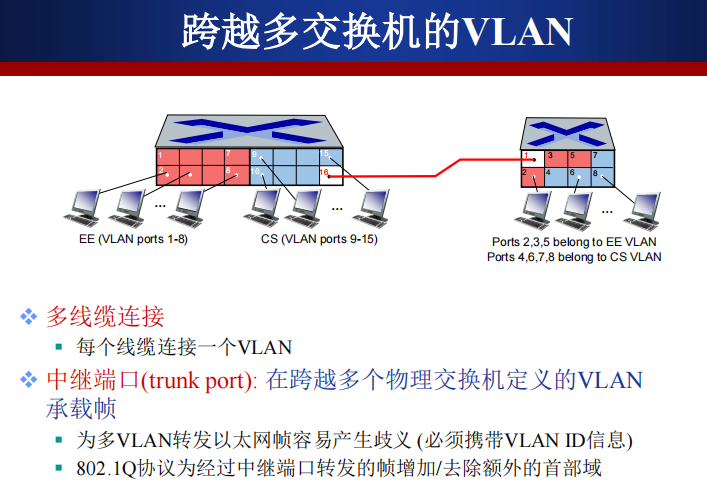 跨越多交换机的VLAN
1 7 9 15
2 8 10 16
1 3 5 7
2 4 6 8
... ... ...
EE (VLAN ports 1-8)
CS (VLAN ports 9-15)
Ports 2,3,5 belong to EE VLAN
Ports 4,6,7,8 belong to CS VLAN
多线缆连接
每个线缆连接一个VLAN
中继端口(trunk port): 在跨越多个物理交换机定义的VLAN
承载帧
为多VLAN转发以太网帧容易产生歧义 (必须携带VLAN ID信息)
802.1Q协议为经过中继端口转发的帧增加/去除额外的首部域